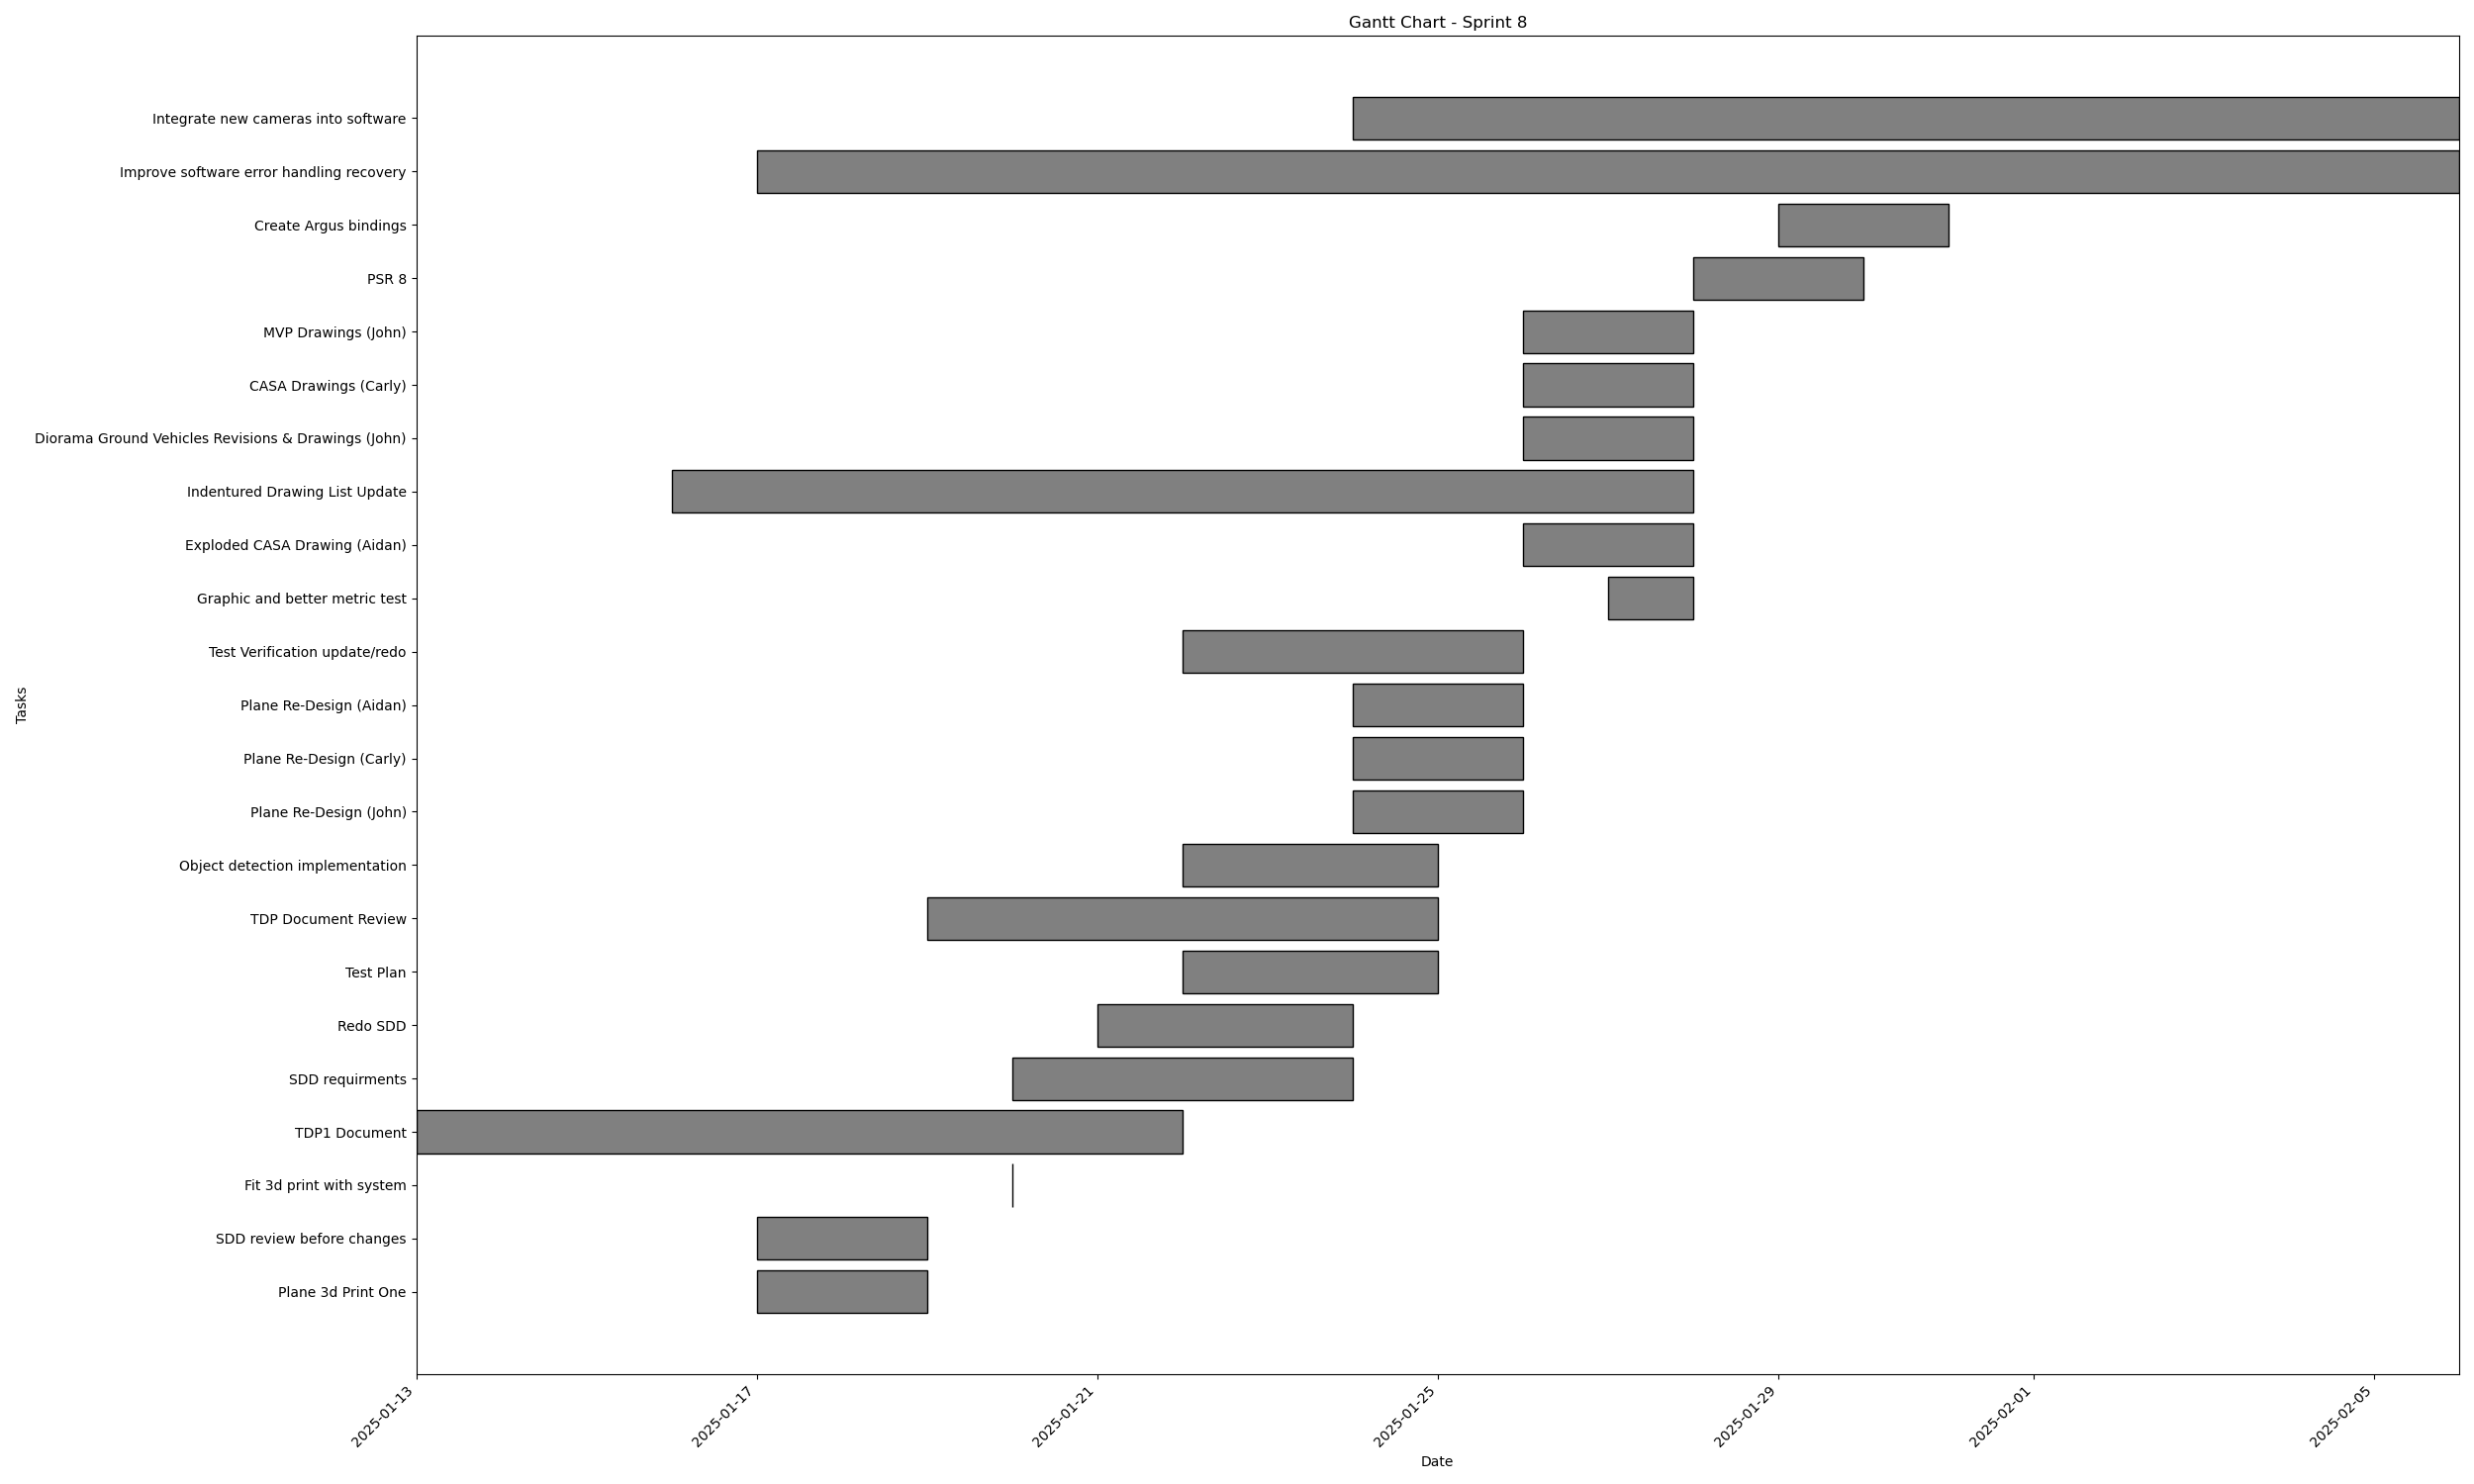 Gantt Chart - Sprint 8
Integrate new cameras into software
Improve software error handling recovery
Create Argus bindings
PSR 8
MVP Drawings (John)
CASA Drawings (Carly)
Diorama Ground Vehicles Revisions & Drawings (John)
Indentured Drawing List Update
Exploded CASA Drawing (Aidan)
Graphic and better metric test
Test Verification update/redo
Plane Re-Design (Aidan)
Plane Re-Design (Carly)
Plane Re-Design (John)
Object detection implementation
TDP Document Review
Test Plan
Redo SDD
SDD requirments
TDP1 Document
Fit 3d print with system
SDD review before changes
Plane 3d Print One
Tasks
2025-01-13
2025-01-17
2025-01-21
2025-01-25
2025-01-29
2025-02-01
2025-02-05
Date